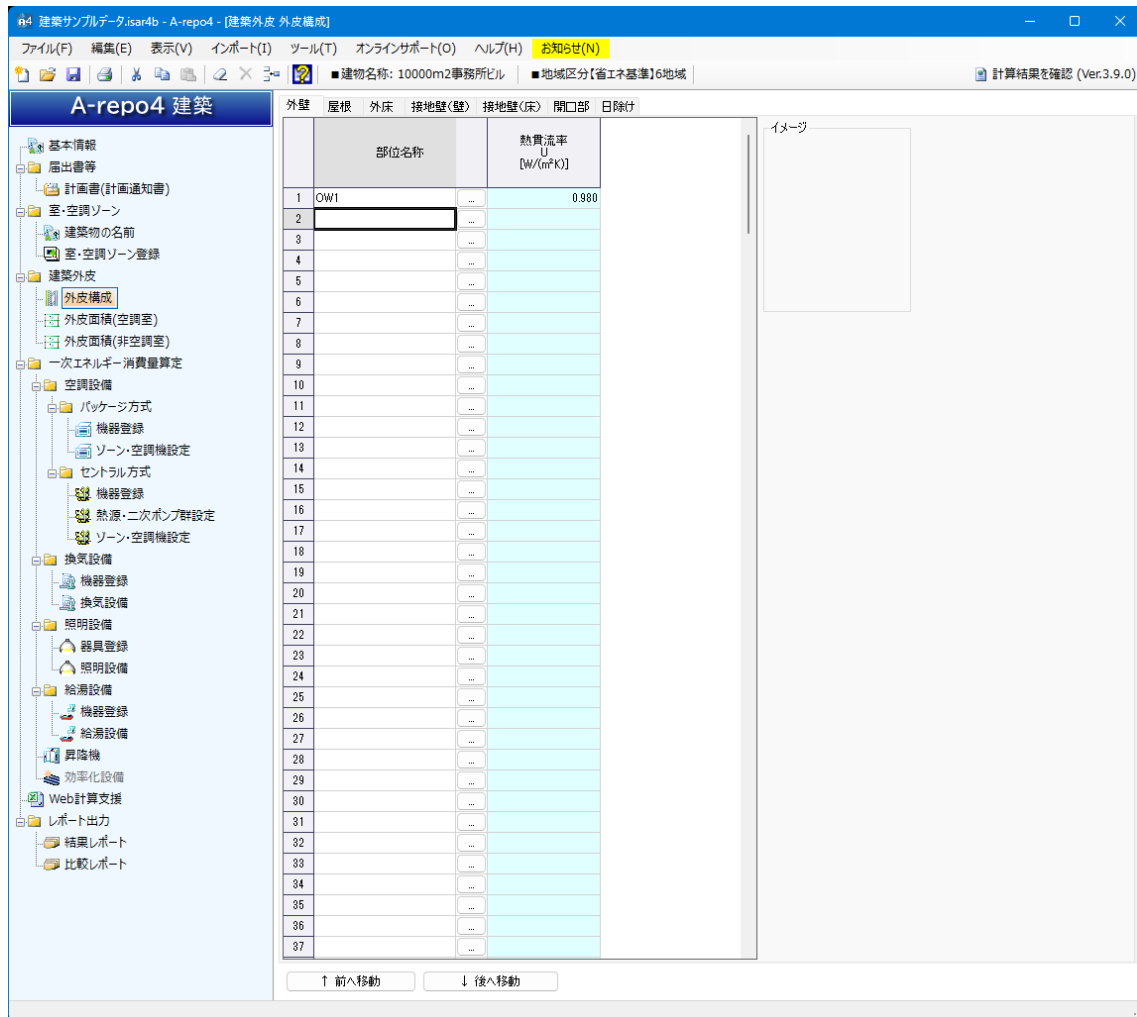 建築サンプルデータ.isar4b - A-repo4 - [建築外皮 外皮構成]
ファイル(F) 編集(E) 表示(V) インポート(I) ツール(T) オンラインサポート(O) ヘルプ(H) お知らせ(N)
■建物名称: 10000m2事務所ビル ■地域区分【省エネ基準】6地域 計算結果を確認 (Ver.3.9.0)
A-repo4 建築
基本情報
届出書等
計画書(計画通知書)
室・空調ゾーン
建築物の名前
室・空調ゾーン登録
建築外皮
外皮構成
外皮面積(空調室)
外皮面積(非空調室)
一次エネルギー消費量算定
空調設備
パッケージ方式
機器登録
ゾーン・空調機設定
セントラル方式
機器登録
熱源・二次ポンプ群設定
ゾーン・空調機設定
換気設備
機器登録
換気設備
照明設備
器具登録
照明設備
給湯設備
機器登録
給湯設備
昇降機
効率化設備
Web計算支援
レポート出力
結果レポート
比較レポート
外壁 屋根 外床 接地壁(壁) 接地壁(床) 開口部 日除け
部位名称
熱貫流率
U
[W/(m²K)]
1 OW1 ... 0.980
2 ...
3 ...
4 ...
5 ...
6 ...
7 ...
8 ...
9 ...
10 ...
11 ...
12 ...
13 ...
14 ...
15 ...
16 ...
17 ...
18 ...
19 ...
20 ...
21 ...
22 ...
23 ...
24 ...
25 ...
26 ...
27 ...
28 ...
29 ...
30 ...
31 ...
32 ...
33 ...
34 ...
35 ...
36 ...
37 ...
イメージ
↑ 前へ移動 ↓ 後へ移動